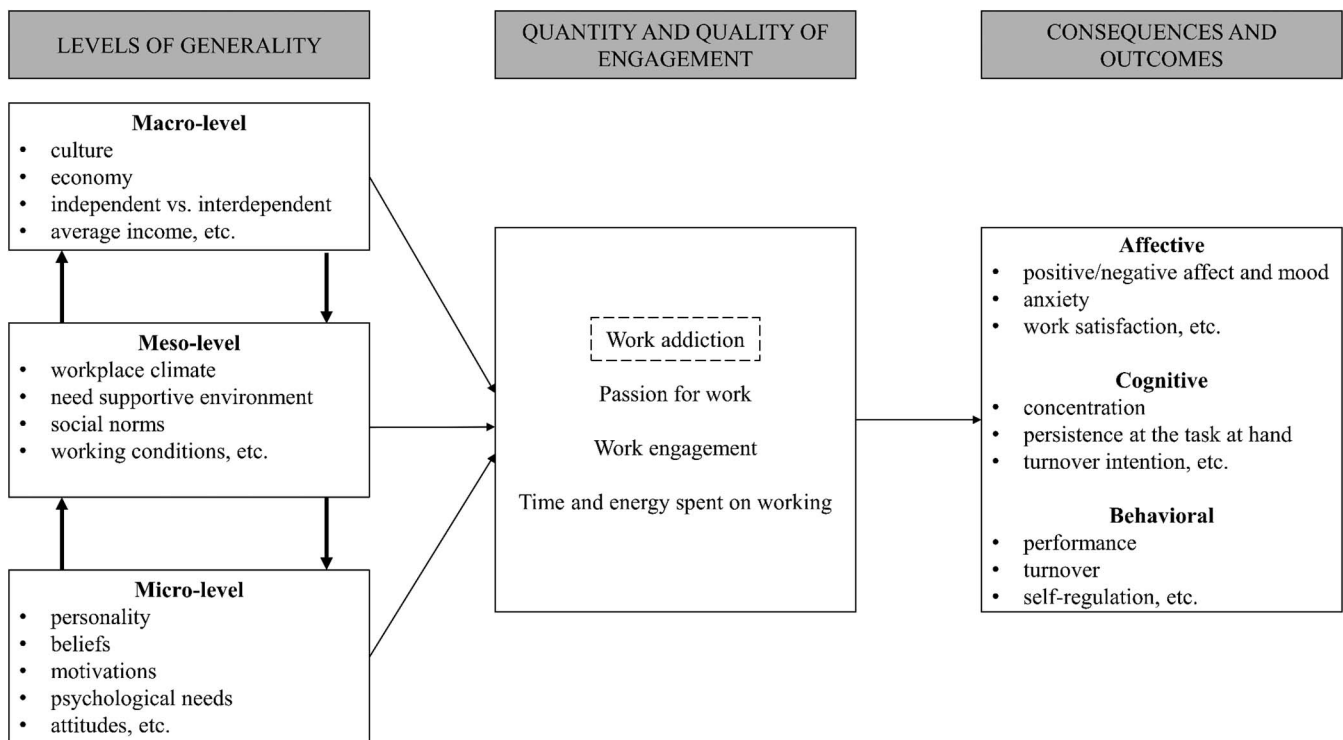 LEVELS OF GENERALITY
QUANTITY AND QUALITY OF
ENGAGEMENT
CONSEQUENCES AND
OUTCOMES
Macro-level
• culture
• economy
• independent vs. interdependent
• average income, etc.
Meso-level
• workplace climate
• need supportive environment
• social norms
• working conditions, etc.
Micro-level
• personality
• beliefs
• motivations
• psychological needs
• attitudes, etc.
Work addiction
Passion for work
Work engagement
Time and energy spent on working
Affective
• positive/negative affect and mood
• anxiety
• work satisfaction, etc.
Cognitive
• concentration
• persistence at the task at hand
• turnover intention, etc.
Behavioral
• performance
• turnover
• self-regulation, etc.